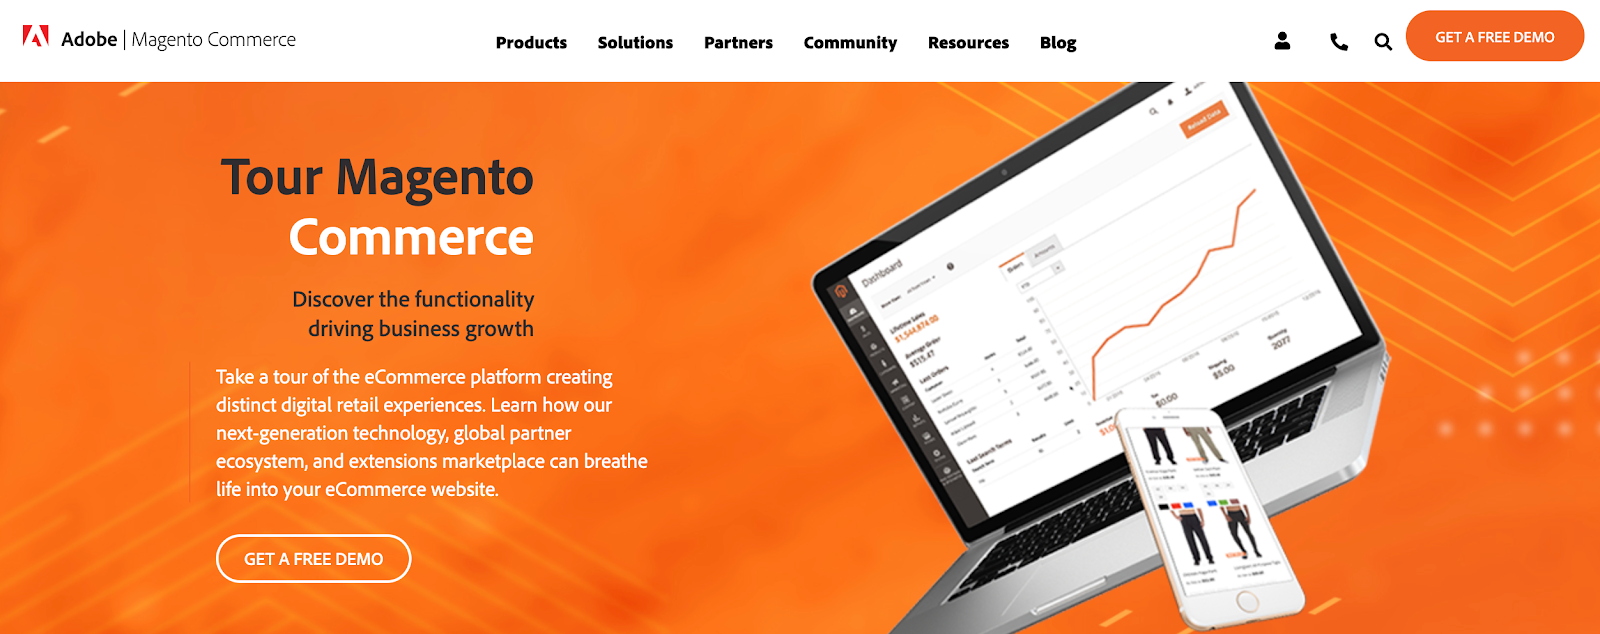 Adobe | Magento Commerce
Products
Solutions
Partners
Community
Resources
Blog
GET A FREE DEMO
Tour Magento
Commerce
Discover the functionality
driving business growth
Take a tour of the eCommerce platform creating
distinct digital retail experiences. Learn how our
next-generation technology, global partner
ecosystem, and extensions marketplace can breathe
life into your eCommerce website.
GET A FREE DEMO
Dashboard
Reload Data
Lifetime Sales
$1,544,874.00
Average Order
$515.47
Last Orders
Last Search Terms
Orders
Amounts
Shipping
$5.00
Quantity
2077
Tax
$0.00